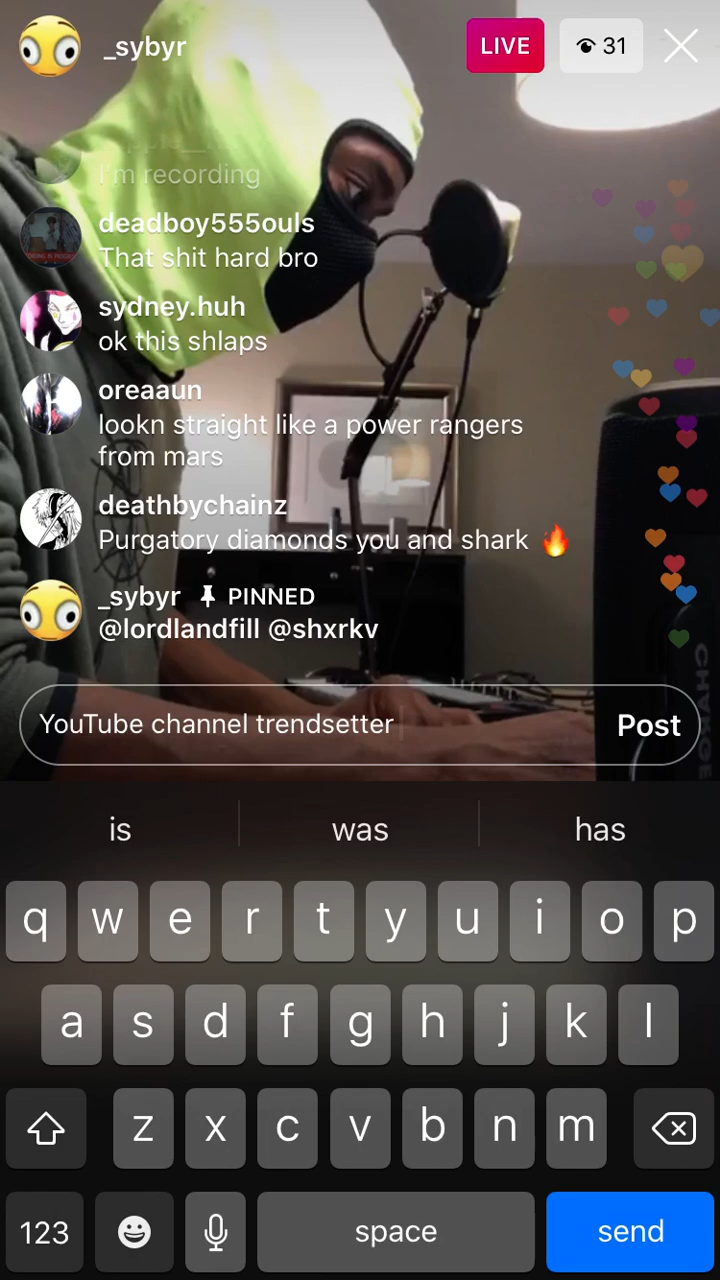 _sybyr
LIVE
31
I'm recording
deadboy555ouls
That shit hard bro
sydney.huh
ok this shlaps
oreaaun
lookn straight like a power rangers
from mars
deathbychainz
Purgatory diamonds you and shark 🔥
_sybyr PINNED
@lordlandfill @shxrkv
YouTube channel trendsetter
Post
CHARGE
is was has
q w e r t y u i o p
a s d f g h j k l
z x c v b n m
123 space send